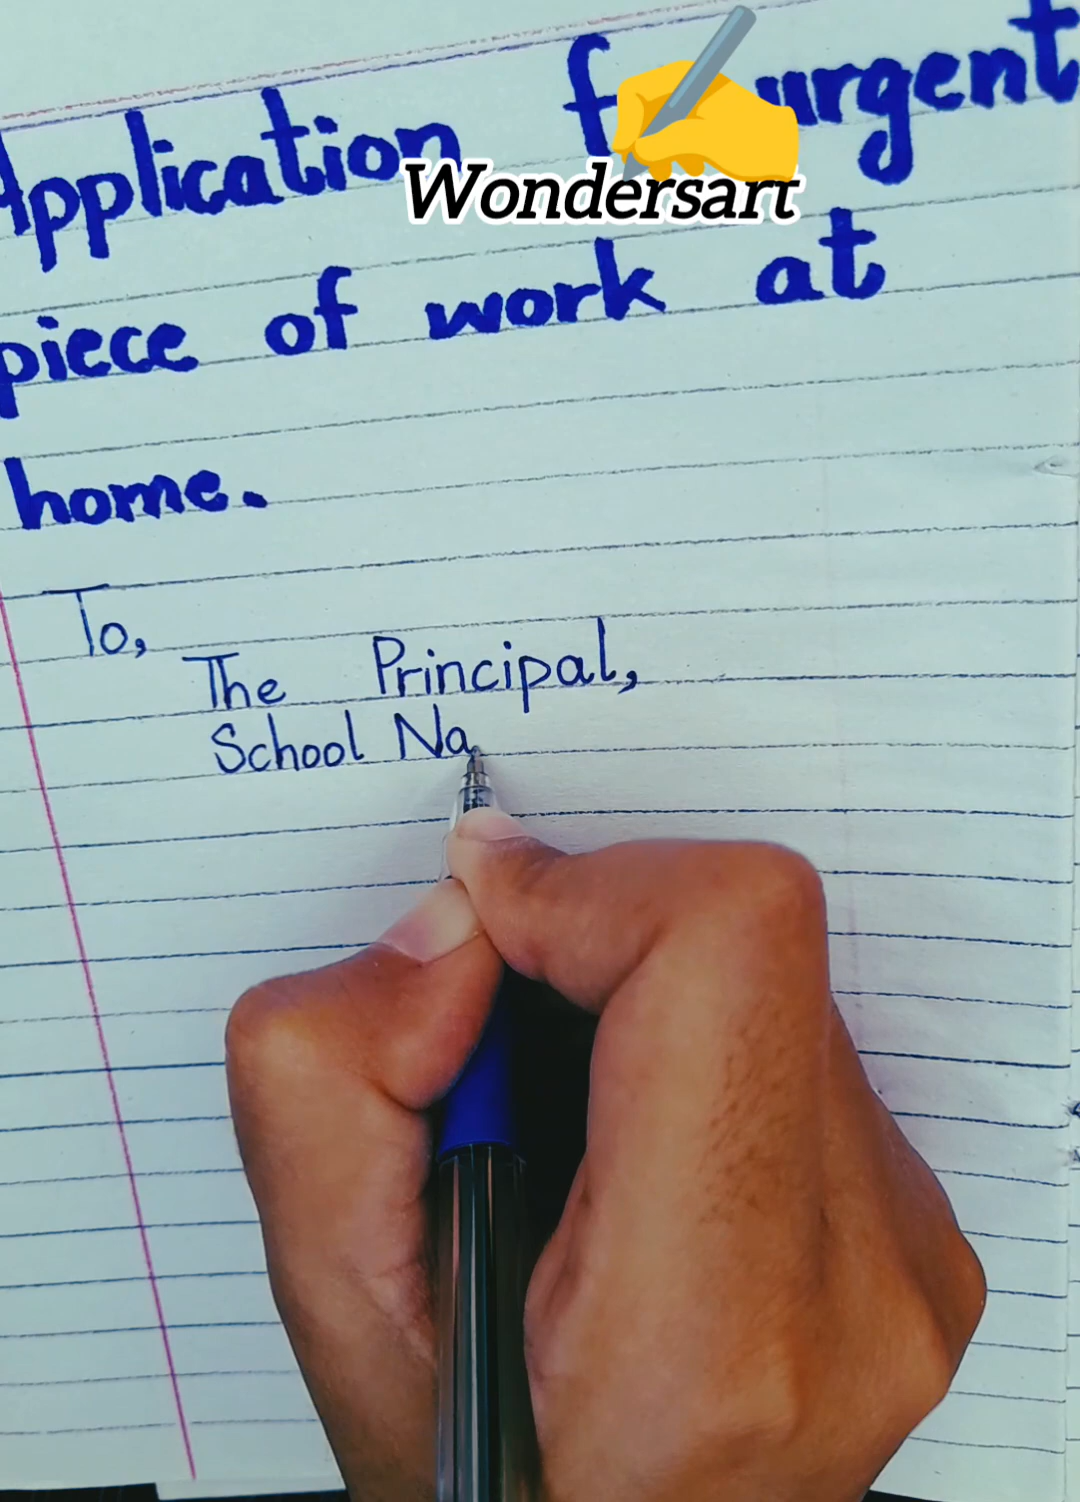 Application f urgent
Wondersart
piece of work at
home.
To,
The Principal,
School Na